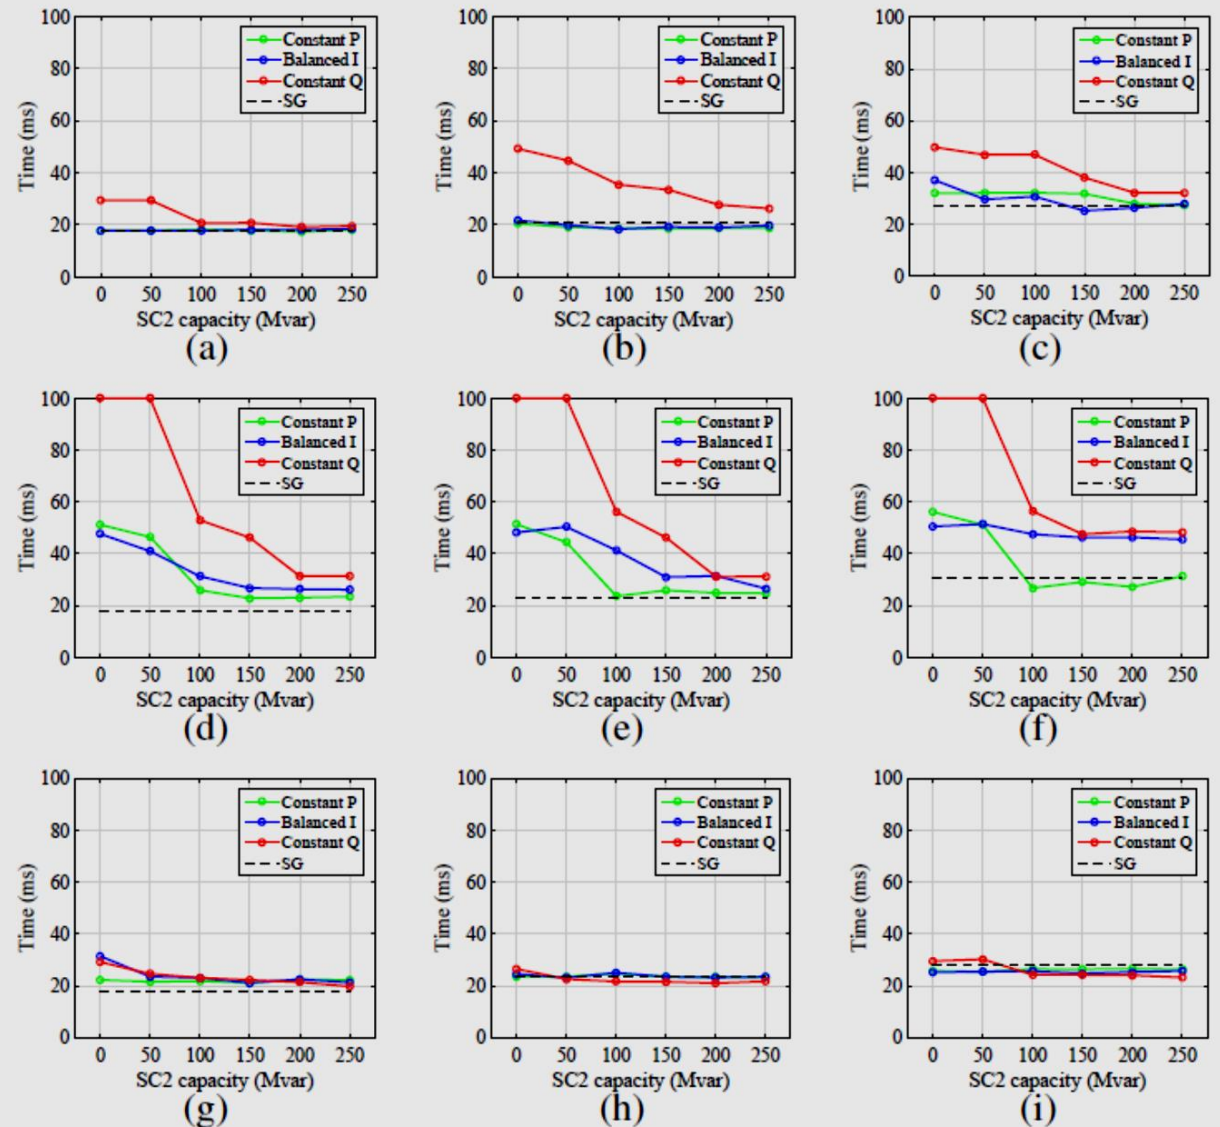 100
80
60
40
20
0
Time (ms)
Constant P
Balanced I
Constant Q
SG
0 50 100 150 200 250
SC2 capacity (Mvar)
(a)
100
80
60
40
20
0
Time (ms)
Constant P
Balanced I
Constant Q
SG
0 50 100 150 200 250
SC2 capacity (Mvar)
(b)
100
80
60
40
20
0
Time (ms)
Constant P
Balanced I
Constant Q
SG
0 50 100 150 200 250
SC2 capacity (Mvar)
(c)
100
80
60
40
20
0
Time (ms)
Constant P
Balanced I
Constant Q
SG
0 50 100 150 200 250
SC2 capacity (Mvar)
(d)
100
80
60
40
20
0
Time (ms)
Constant P
Balanced I
Constant Q
SG
0 50 100 150 200 250
SC2 capacity (Mvar)
(e)
100
80
60
40
20
0
Time (ms)
Constant P
Balanced I
Constant Q
SG
0 50 100 150 200 250
SC2 capacity (Mvar)
(f)
100
80
60
40
20
0
Time (ms)
Constant P
Balanced I
Constant Q
SG
0 50 100 150 200 250
SC2 capacity (Mvar)
(g)
100
80
60
40
20
0
Time (ms)
Constant P
Balanced I
Constant Q
SG
0 50 100 150 200 250
SC2 capacity (Mvar)
(h)
100
80
60
40
20
0
Time (ms)
Constant P
Balanced I
Constant Q
SG
0 50 100 150 200 250
SC2 capacity (Mvar)
(i)